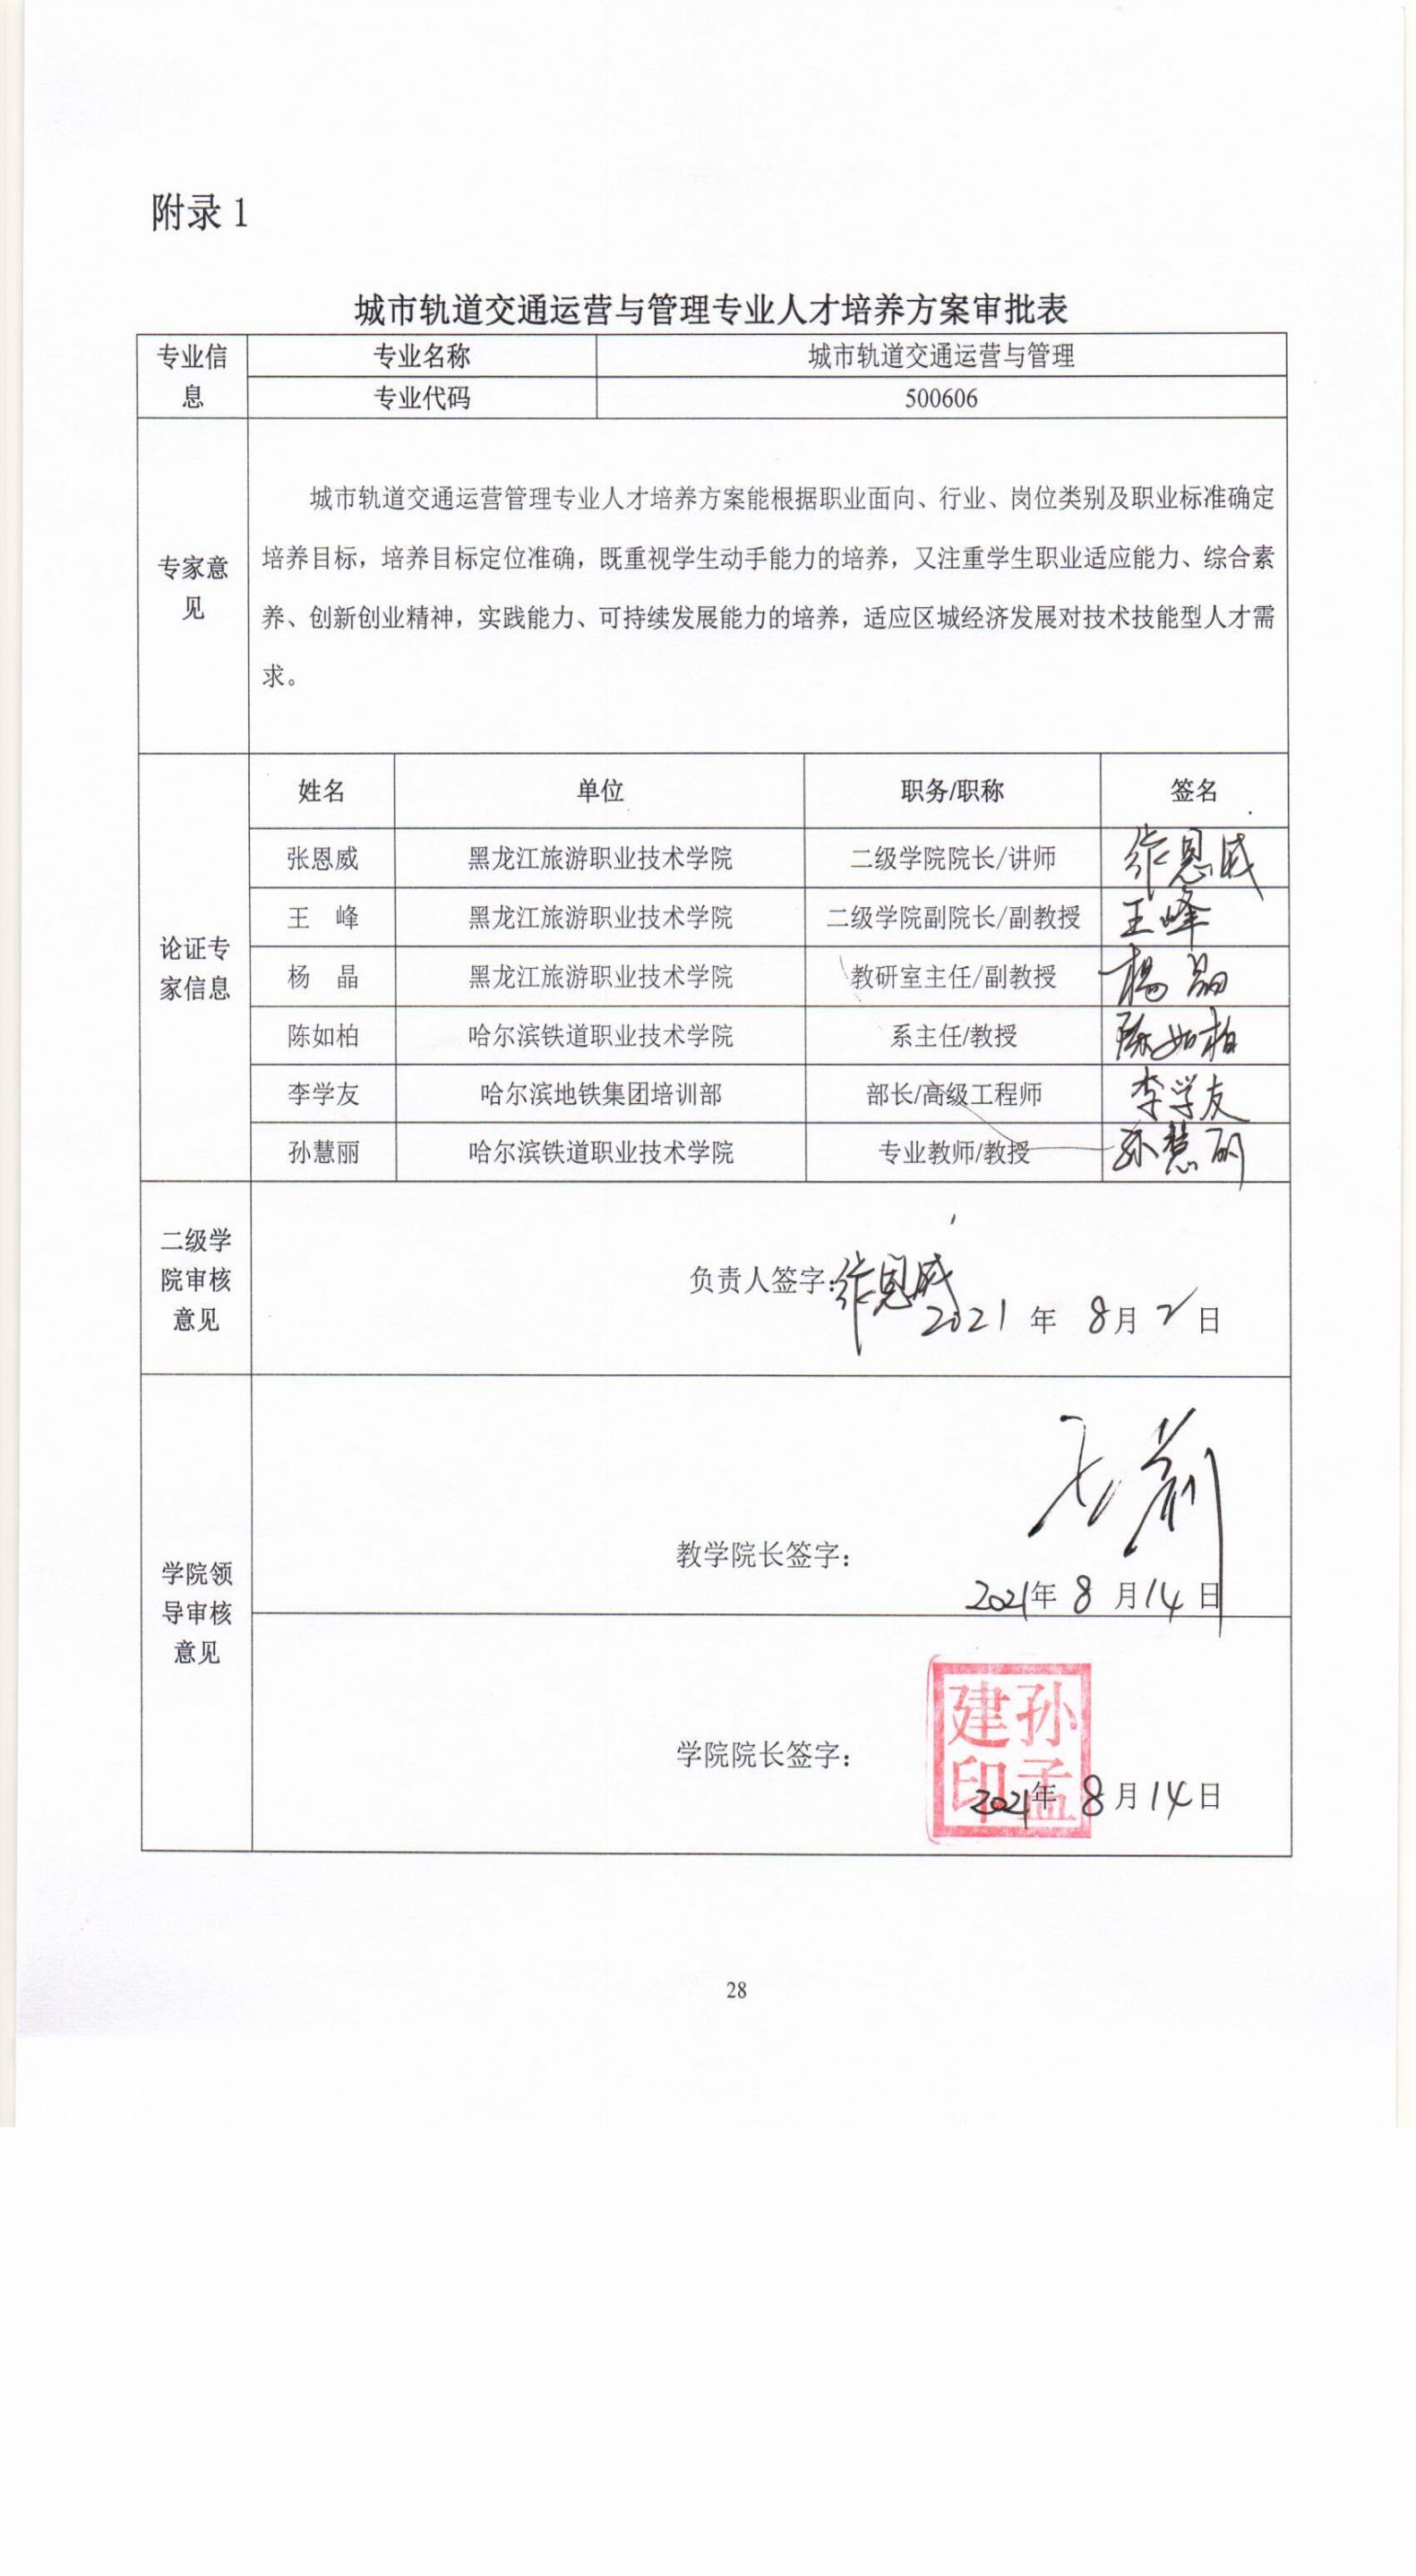 附录 1
城市轨道交通运营与管理专业人才培养方案审批表
专业信
息
专业名称 城市轨道交通运营与管理
专业代码 500606
专家意
见
城市轨道交通运营管理专业人才培养方案能根据职业面向、行业、岗位类别及职业标准确定
培养目标，培养目标定位准确，既重视学生动手能力的培养，又注重学生职业适应能力、综合素
养、创新创业精神，实践能力、可持续发展能力的培养，适应区城经济发展对技术技能型人才需
求。
论证专
家信息
姓名 单位 职务/职称 签名
张恩威 黑龙江旅游职业技术学院 二级学院院长/讲师 张恩威
王 峰 黑龙江旅游职业技术学院 二级学院副院长/副教授 王峰
杨 晶 黑龙江旅游职业技术学院 教研室主任/副教授 杨晶
陈如柏 哈尔滨铁道职业技术学院 系主任/教授 陈如柏
李学友 哈尔滨地铁集团培训部 部长/高级工程师 李学友
孙慧丽 哈尔滨铁道职业技术学院 专业教师/教授 孙慧丽
二级学
院审核
意见
负责人签字：张恩威
2021 年 8月 2 日
学院领
导审核
意见
教学院长签字：
2021年 8 月14日
学院院长签字：
孙孟建印
2021年 8月14日
28